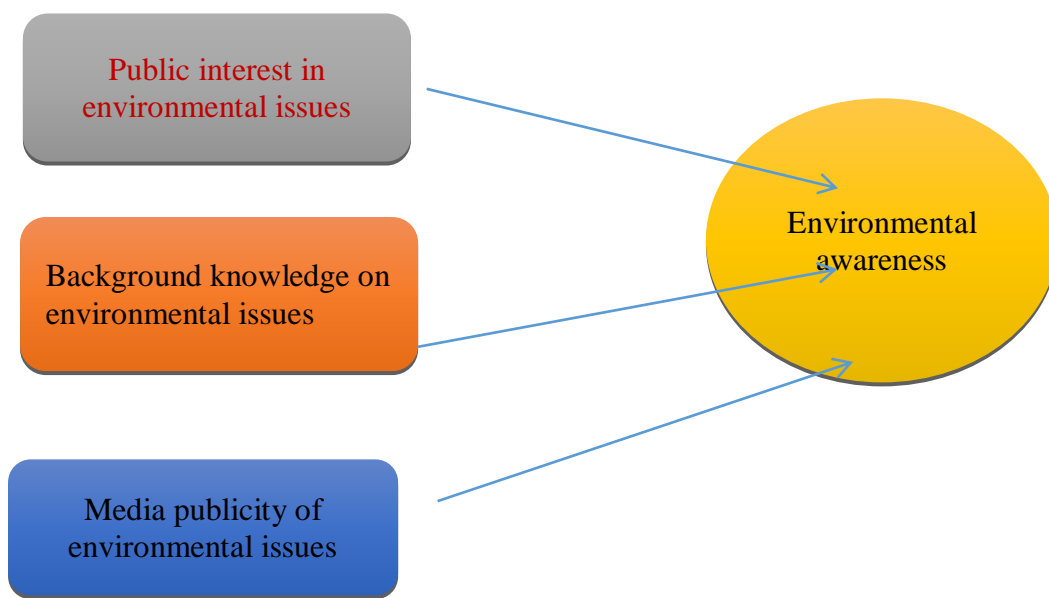 Public interest in
environmental issues
Background knowledge on
environmental issues
Media publicity of
environmental issues
Environmental
awareness